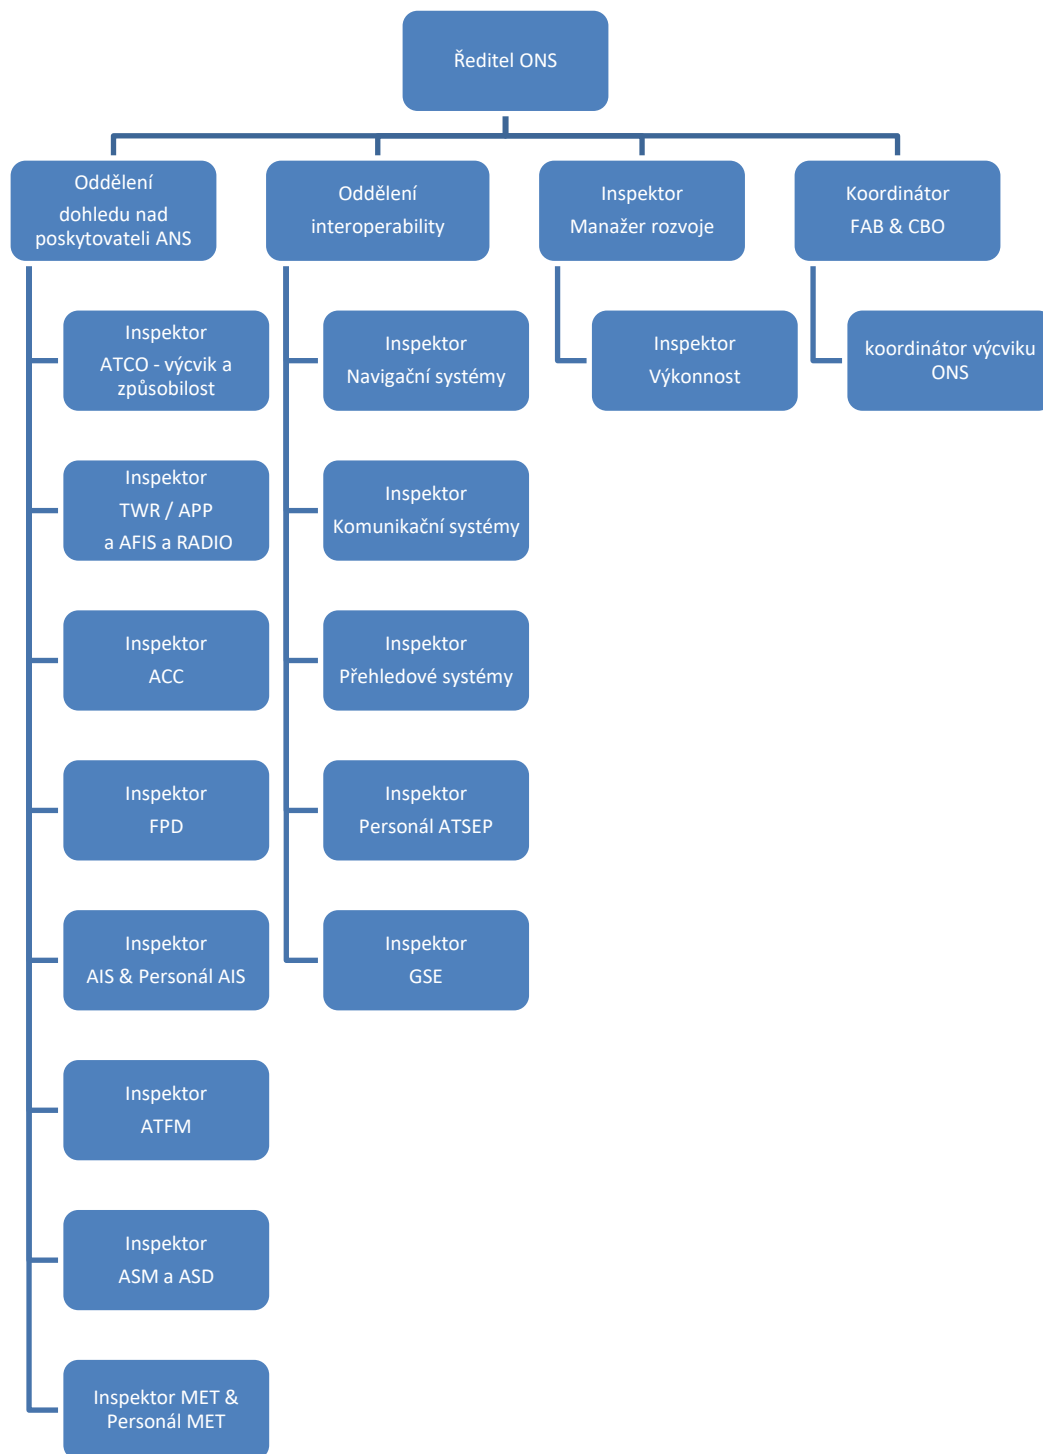 Ředitel ONS
Oddělení
dohledu nad
poskytovateli ANS
Inspektor
ATCO - výcvik a
způsobilost
Inspektor
TWR / APP
a AFIS a RADIO
Inspektor
ACC
Inspektor
FPD
Inspektor
AIS & Personál AIS
Inspektor
ATFM
Inspektor
ASM a ASD
Inspektor MET &
Personál MET
Oddělení
interoperability
Inspektor
Navigační systémy
Inspektor
Komunikační systémy
Inspektor
Přehledové systémy
Inspektor
Personál ATSEP
Inspektor
GSE
Inspektor
Manažer rozvoje
Inspektor
Výkonnost
Koordinátor
FAB & CBO
koordinátor výcviku
ONS